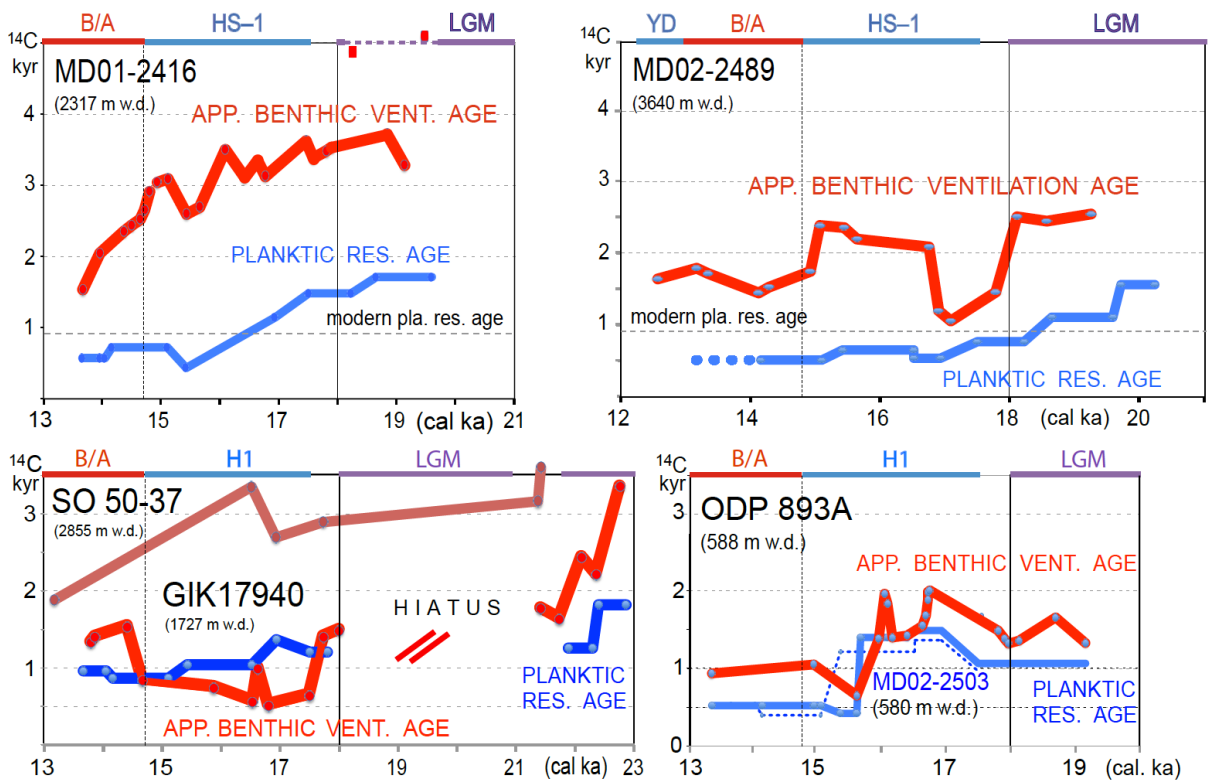 B/A HS–1 LGM
¹⁴C
kyr
MD01-2416
(2317 m w.d.)
APP. BENTHIC VENT. AGE
PLANKTIC RES. AGE
modern pla. res. age
4
3
2
1
13 15 17 19 (cal ka) 21
YD B/A HS–1 LGM
¹⁴C
kyr
MD02-2489
(3640 m w.d.)
APP. BENTHIC VENTILATION AGE
modern pla. res. age
PLANKTIC RES. AGE
4
3
2
1
0
12 14 16 18 (cal ka) 20
B/A H1 LGM
¹⁴C
kyr
SO 50-37
(2855 m w.d.)
GIK17940
(1727 m w.d.)
HIATUS
PLANKTIC
RES. AGE
APP. BENTHIC VENT. AGE
3
2
1
13 15 17 19 21 (cal ka) 23
B/A H1 LGM
¹⁴C
kyr
ODP 893A
(588 m w.d.)
APP. BENTHIC VENT. AGE
MD02-2503
(580 m w.d.)
PLANKTIC
RES. AGE
3
2
1
0
13 15 17 19 (cal. ka)